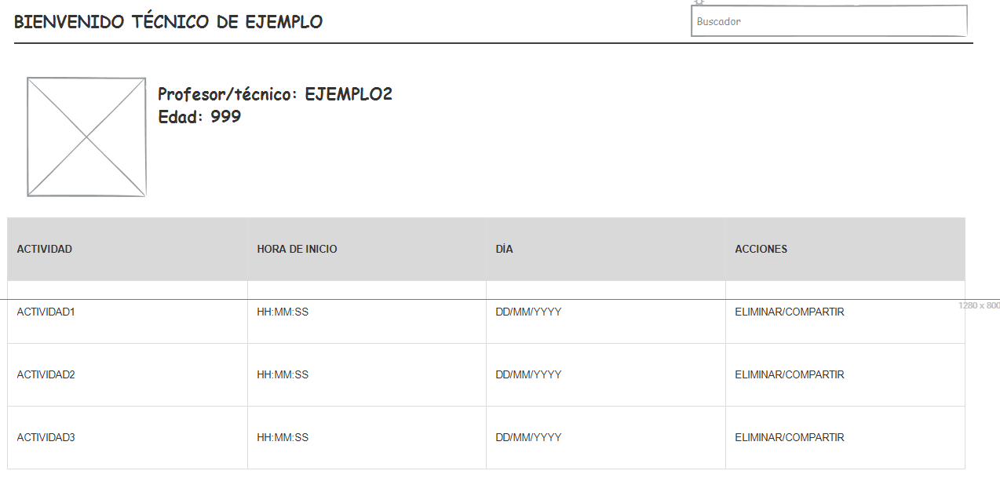 BIENVENIDO TÉCNICO DE EJEMPLO
Buscador
Profesor/técnico: EJEMPLO2
Edad: 999
ACTIVIDAD HORA DE INICIO DÍA ACCIONES
1280 x 800
ACTIVIDAD1 HH:MM:SS DD/MM/YYYY ELIMINAR/COMPARTIR
ACTIVIDAD2 HH:MM:SS DD/MM/YYYY ELIMINAR/COMPARTIR
ACTIVIDAD3 HH:MM:SS DD/MM/YYYY ELIMINAR/COMPARTIR